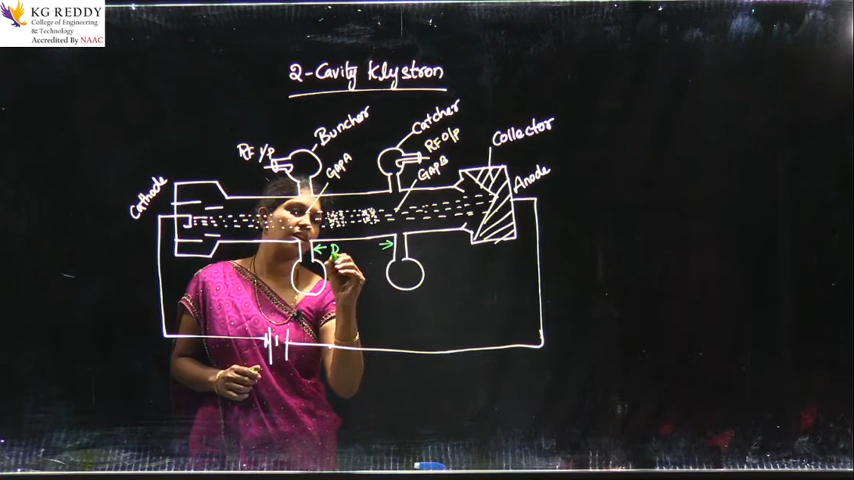 KG REDDY
College of Engineering
& Technology
Accredited By NAAC
2-Cavity Klystron
Buncher
Catcher
RF I/P
RF O/P
Collector
GAP A
GAP B
Cathode
Anode